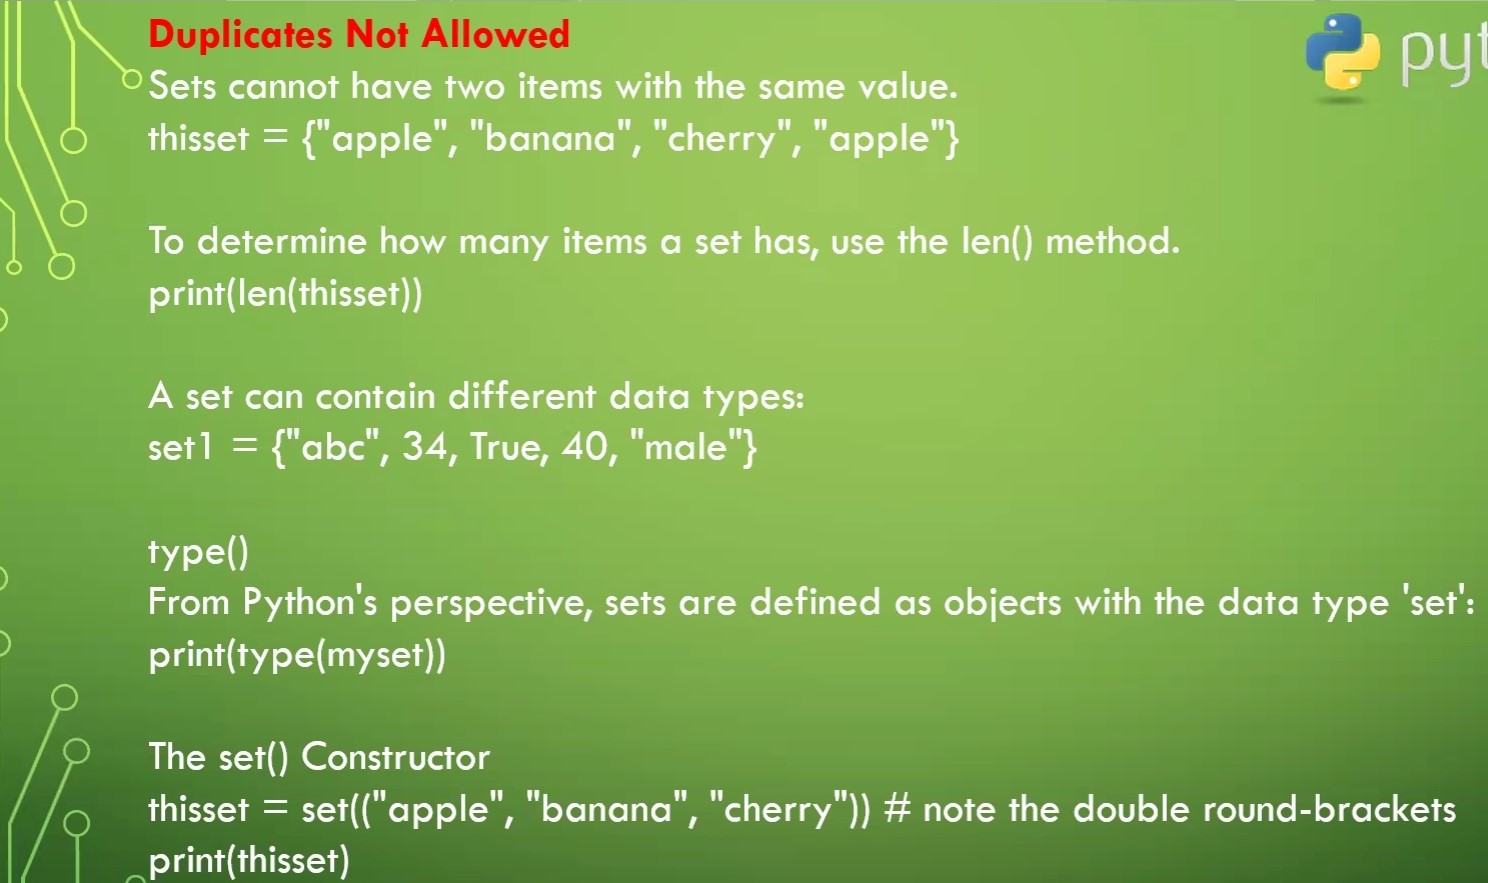 Duplicates Not Allowed
Sets cannot have two items with the same value.
thisset = {"apple", "banana", "cherry", "apple"}
To determine how many items a set has, use the len() method.
print(len(thisset))
A set can contain different data types:
set1 = {"abc", 34, True, 40, "male"}
type()
From Python's perspective, sets are defined as objects with the data type 'set':
print(type(myset))
The set() Constructor
thisset = set(("apple", "banana", "cherry")) # note the double round-brackets
print(thisset)